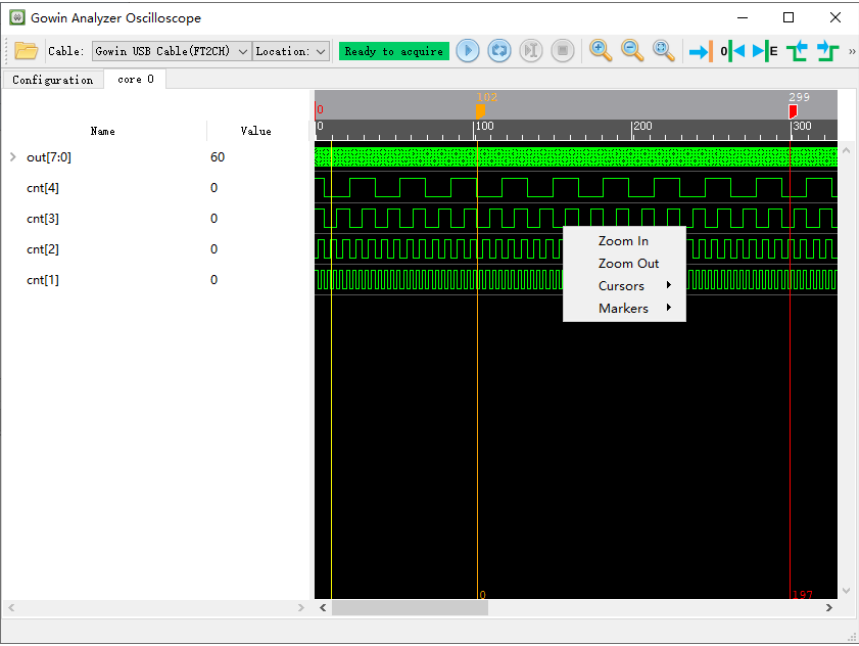 Gowin Analyzer Oscilloscope
Cable: Gowin USB Cable(FT2CH) Location: Ready to acquire 0 E »
Configuration core 0
102 299
0
Name Value 0 100 200 300
out[7:0] 60
cnt[4] 0
cnt[3] 0
cnt[2] 0
cnt[1] 0
Zoom In
Zoom Out
Cursors
Markers
0 197